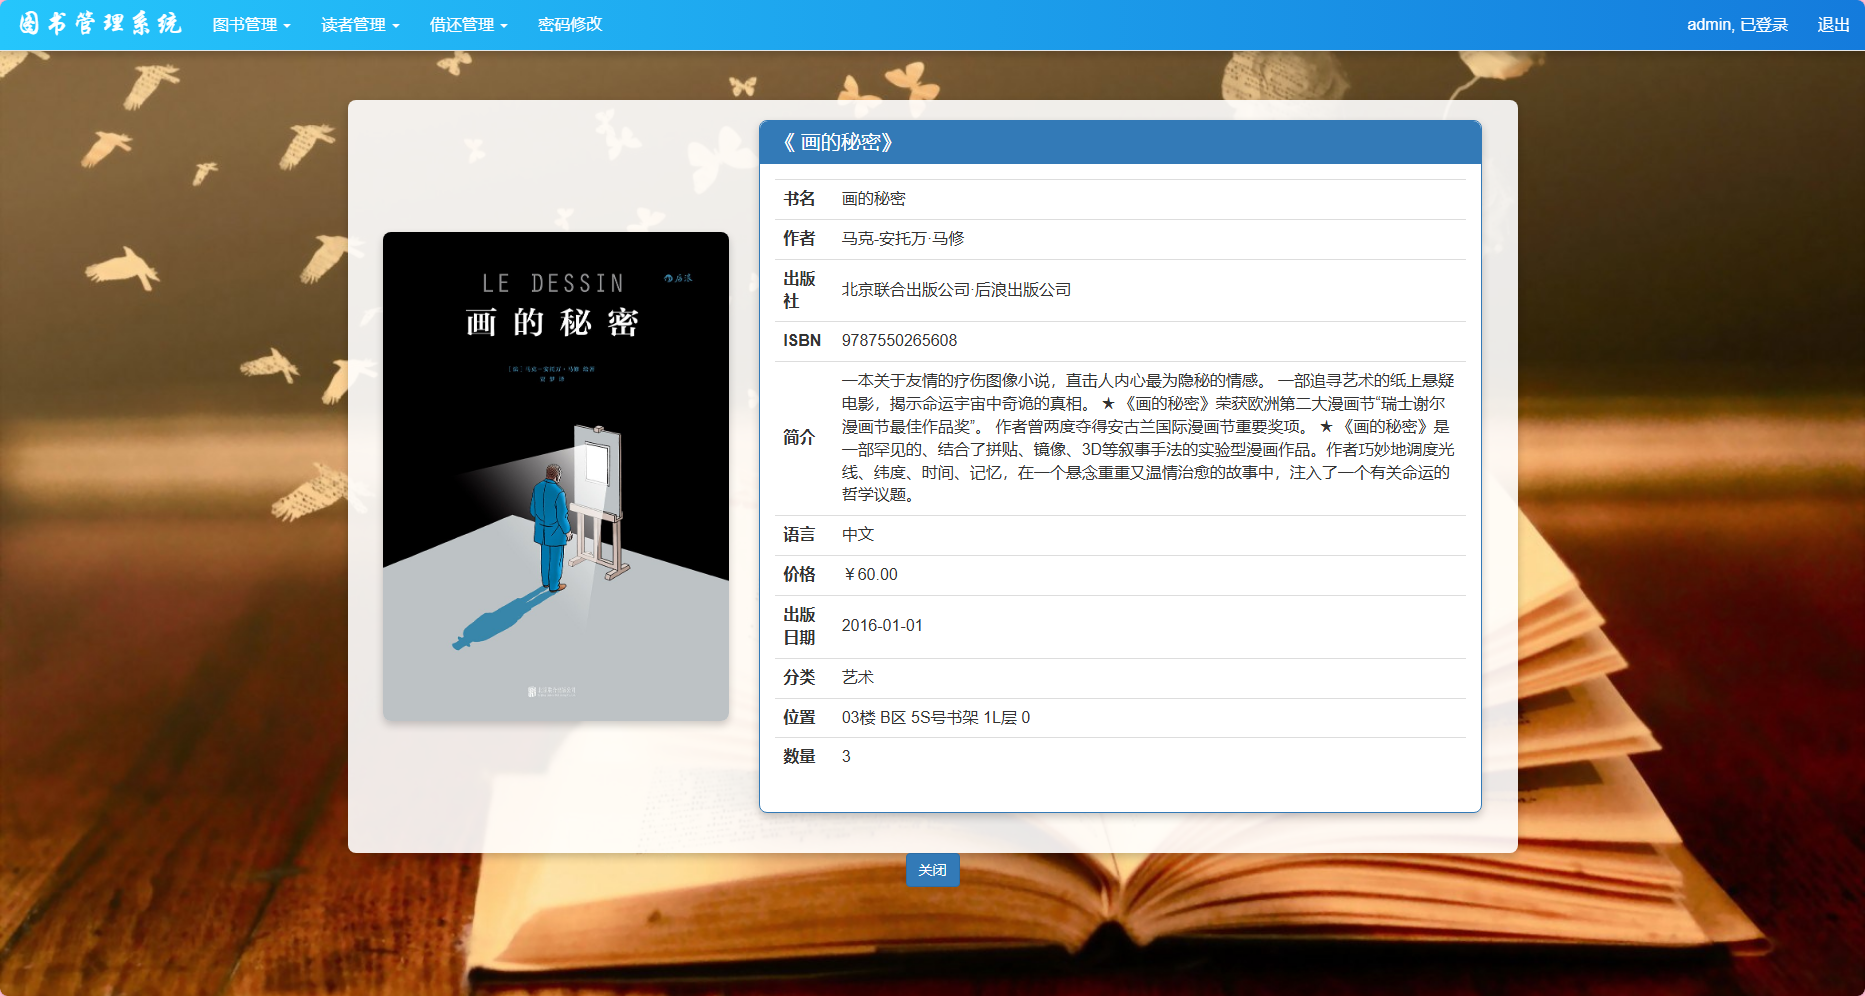 图书管理系统 图书管理 读者管理 借还管理 密码修改 admin, 已登录 退出
LE DESSIN
后浪
画的秘密
《 画的秘密》
书名 画的秘密
作者 马克-安托万·马修
出版社 北京联合出版公司·后浪出版公司
ISBN 9787550265608
简介 一本关于友情的疗伤图像小说，直击人内心最为隐秘的情感。 一部追寻艺术的纸上悬疑
电影，揭示命运宇宙中奇诡的真相。 ★ 《画的秘密》荣获欧洲第二大漫画节“瑞士谢尔
漫画节最佳作品奖”。 作者曾两度夺得安古兰国际漫画节重要奖项。 ★ 《画的秘密》是
一部罕见的、结合了拼贴、镜像、3D等叙事手法的实验型漫画作品。作者巧妙地调度光
线、纬度、时间、记忆，在一个悬念重重又温情治愈的故事中，注入了一个有关命运的
哲学议题。
语言 中文
价格 ￥60.00
出版日期 2016-01-01
分类 艺术
位置 03楼 B区 5S号书架 1L层 0
数量 3
关闭